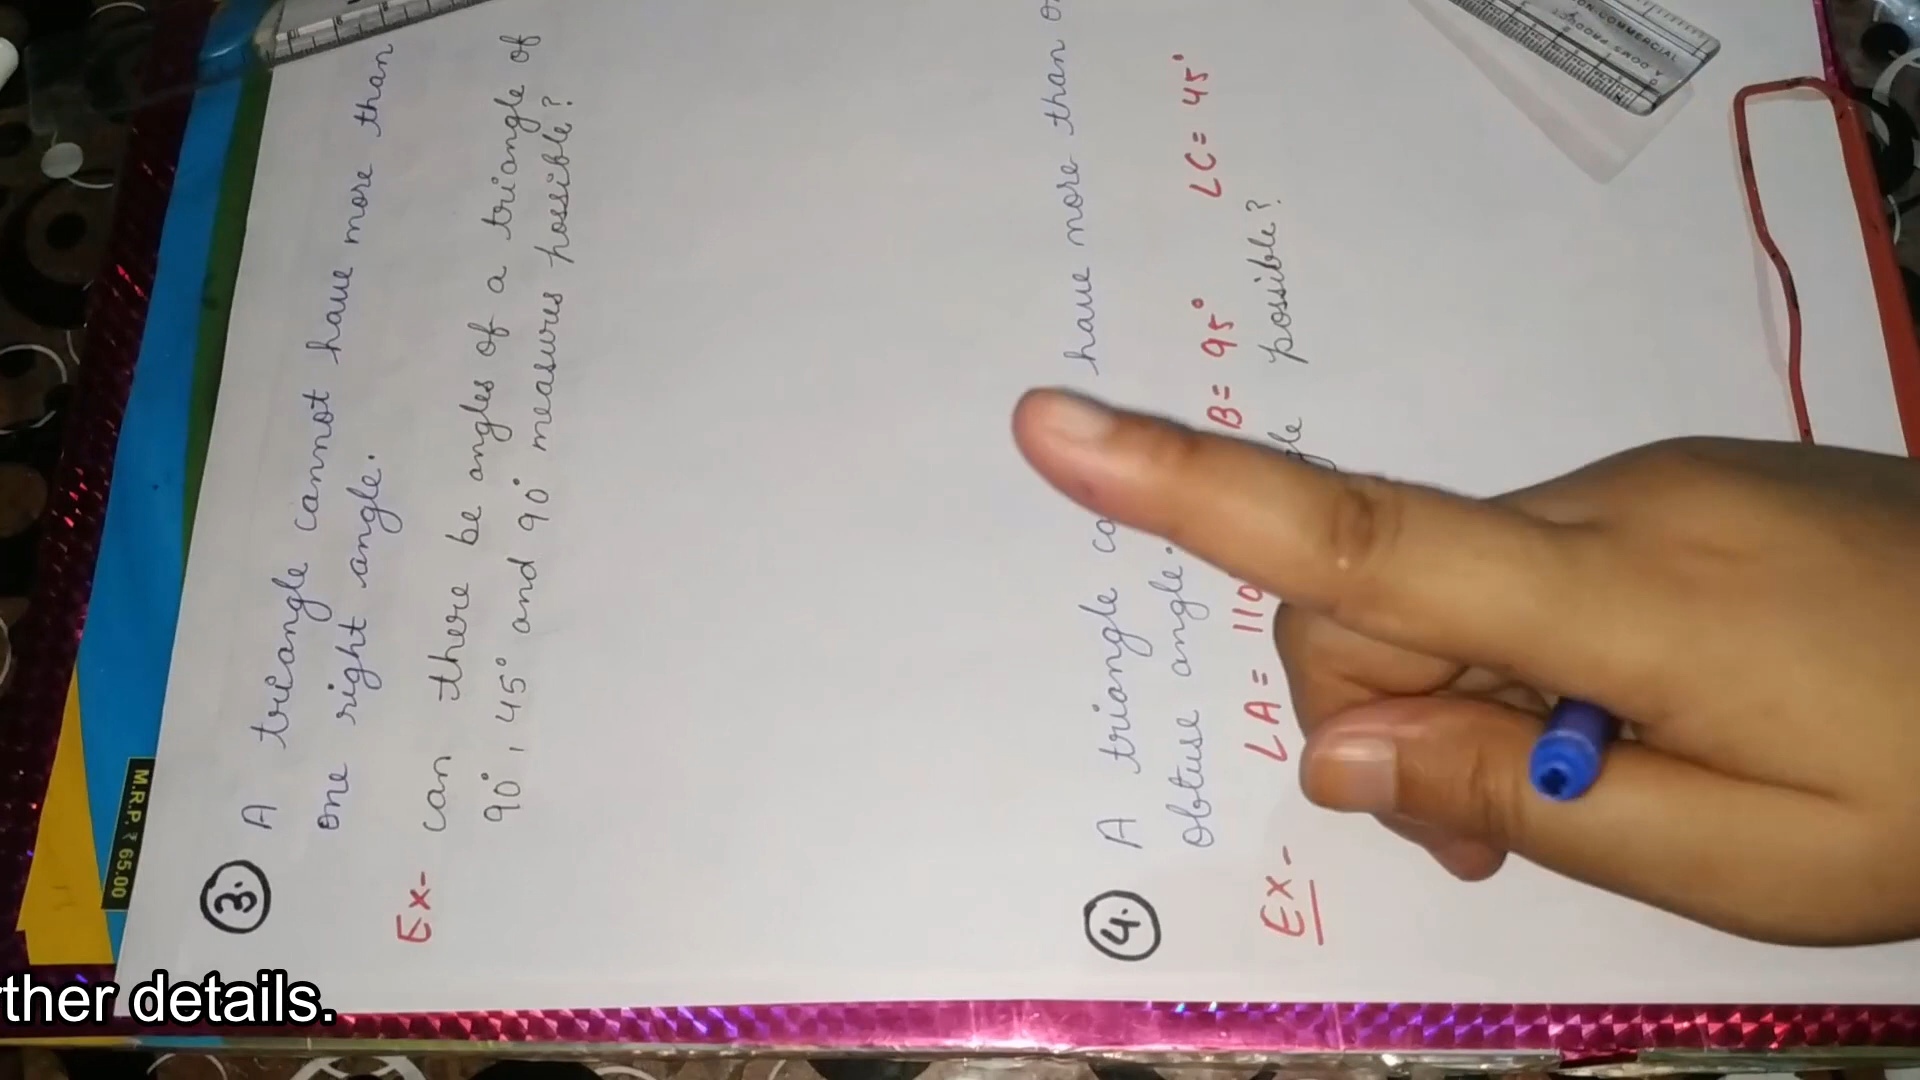 3. A triangle cannot have more than
one right angle.
Ex- can there be angles of a triangle of
90°, 45° and 90° measures possible?
4. A triangle have more than
obtuse angle.
Ex- ∠A = 110 B = 95° ∠C = 45°
possible?
M.R.P. ₹ 65.00
ther details.